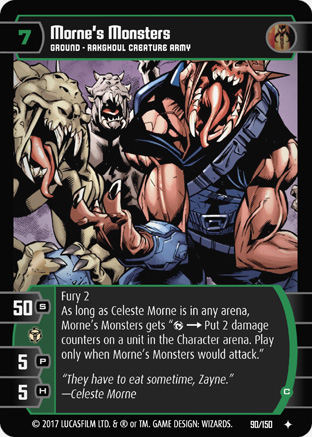 7
Morne's Monsters
GROUND - RAKGHOUL CREATURE ARMY
50 S
5 P
5 H
Fury 2
As long as Celeste Morne is in any arena,
Morne's Monsters gets “ → Put 2 damage
counters on a unit in the Character arena. Play
only when Morne's Monsters would attack.”
“They have to eat sometime, Zayne.”
—Celeste Morne
C
© 2017 LUCASFILM LTD. & ® or TM. GAME DESIGN: WIZARDS. 90/150